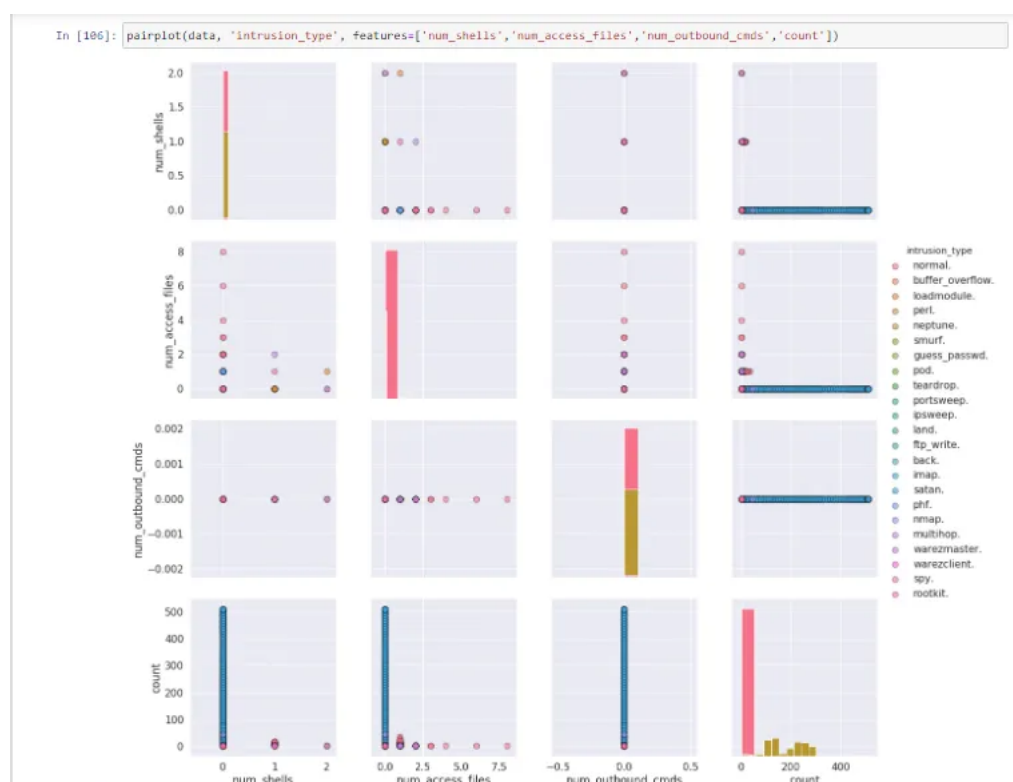 In [106]: pairplot(data, 'intrusion_type', features=['num_shells','num_access_files','num_outbound_cmds','count'])
2.0
1.5
1.0
0.5
0.0
num_shells
8
6
4
2
0
num_access_files
intrusion_type
normal.
buffer_overflow.
loadmodule.
perl.
neptune.
smurf.
guess_passwd.
pod.
teardrop.
portsweep.
ipsweep.
land.
ftp_write.
back.
imap.
satan.
phf.
nmap.
multihop.
warezmaster.
warezclient.
spy.
rootkit.
0.002
0.001
0.000
−0.001
−0.002
num_outbound_cmds
500
400
300
200
100
0
count
0 1 2
0.0 2.5 5.0 7.5
−0.5 0.0 0.5
0 200 400
num_shells
num_access_files
num_outbound_cmds
count